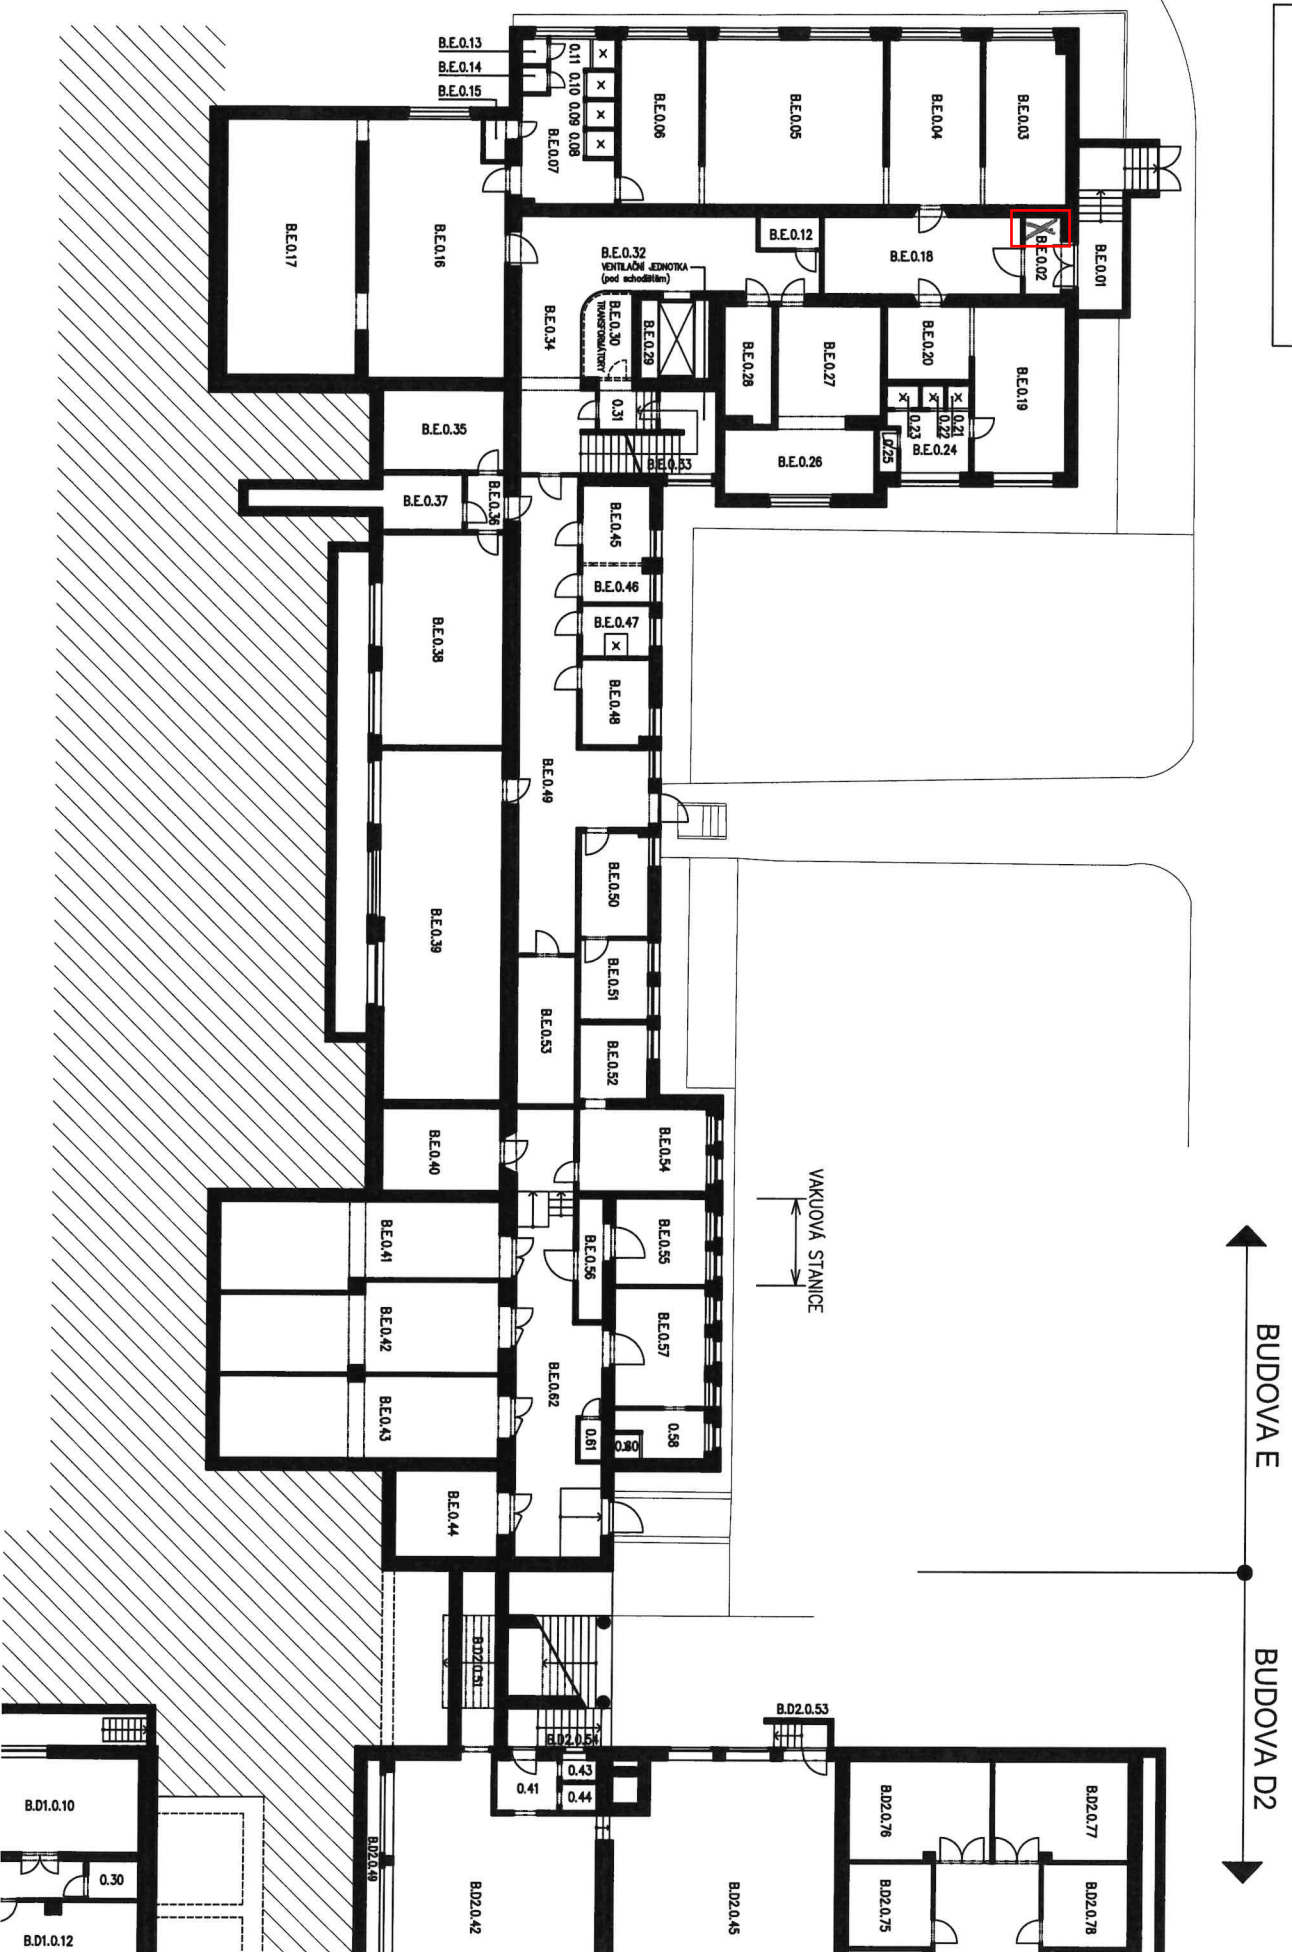 B.E.0.13
B.E.0.14
B.E.0.15
0.11
0.10
0.09
0.08
B.E.0.07
B.E.0.06
B.E.0.05
B.E.0.04
B.E.0.03
B.E.0.17
B.E.0.16
B.E.0.12
B.E.0.18
B.E.0.02
B.E.0.01
B.E.0.32
VENTILAČNÍ JEDNOTKA
(pod schodištěm)
B.E.0.34
B.E.0.30
TRANSFORMÁTORY
B.E.0.29
B.E.0.28
B.E.0.27
B.E.0.20
B.E.0.19
0.31
0.23
0.22
0.21
B.E.0.24
0.25
B.E.0.26
B.E.0.33
B.E.0.35
B.E.0.37
B.E.0.36
B.E.0.45
B.E.0.46
B.E.0.47
B.E.0.48
B.E.0.38
B.E.0.49
B.E.0.39
B.E.0.50
B.E.0.51
B.E.0.52
B.E.0.53
B.E.0.40
B.E.0.54
B.E.0.41
B.E.0.42
B.E.0.43
B.E.0.44
B.E.0.56
B.E.0.55
B.E.0.57
B.E.0.62
0.61
0.60
0.58
VAKUOVÁ STANICE
BUDOVA E
BUDOVA D2
B.D2.0.51
B.D2.0.54
B.D2.0.53
0.41
0.43
0.44
B.D2.0.49
B.D2.0.42
B.D2.0.45
B.D2.0.76
B.D2.0.77
B.D2.0.75
B.D2.0.78
B.D1.0.10
0.30
B.D1.0.12